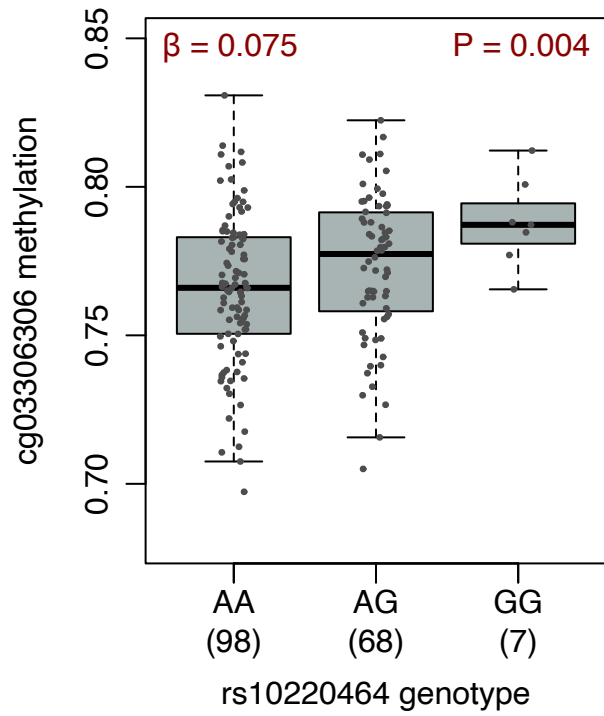 β = 0.075 P = 0.004
0.85
0.80
0.75
0.70
cg03306306 methylation
AA AG GG
(98) (68) (7)
rs10220464 genotype